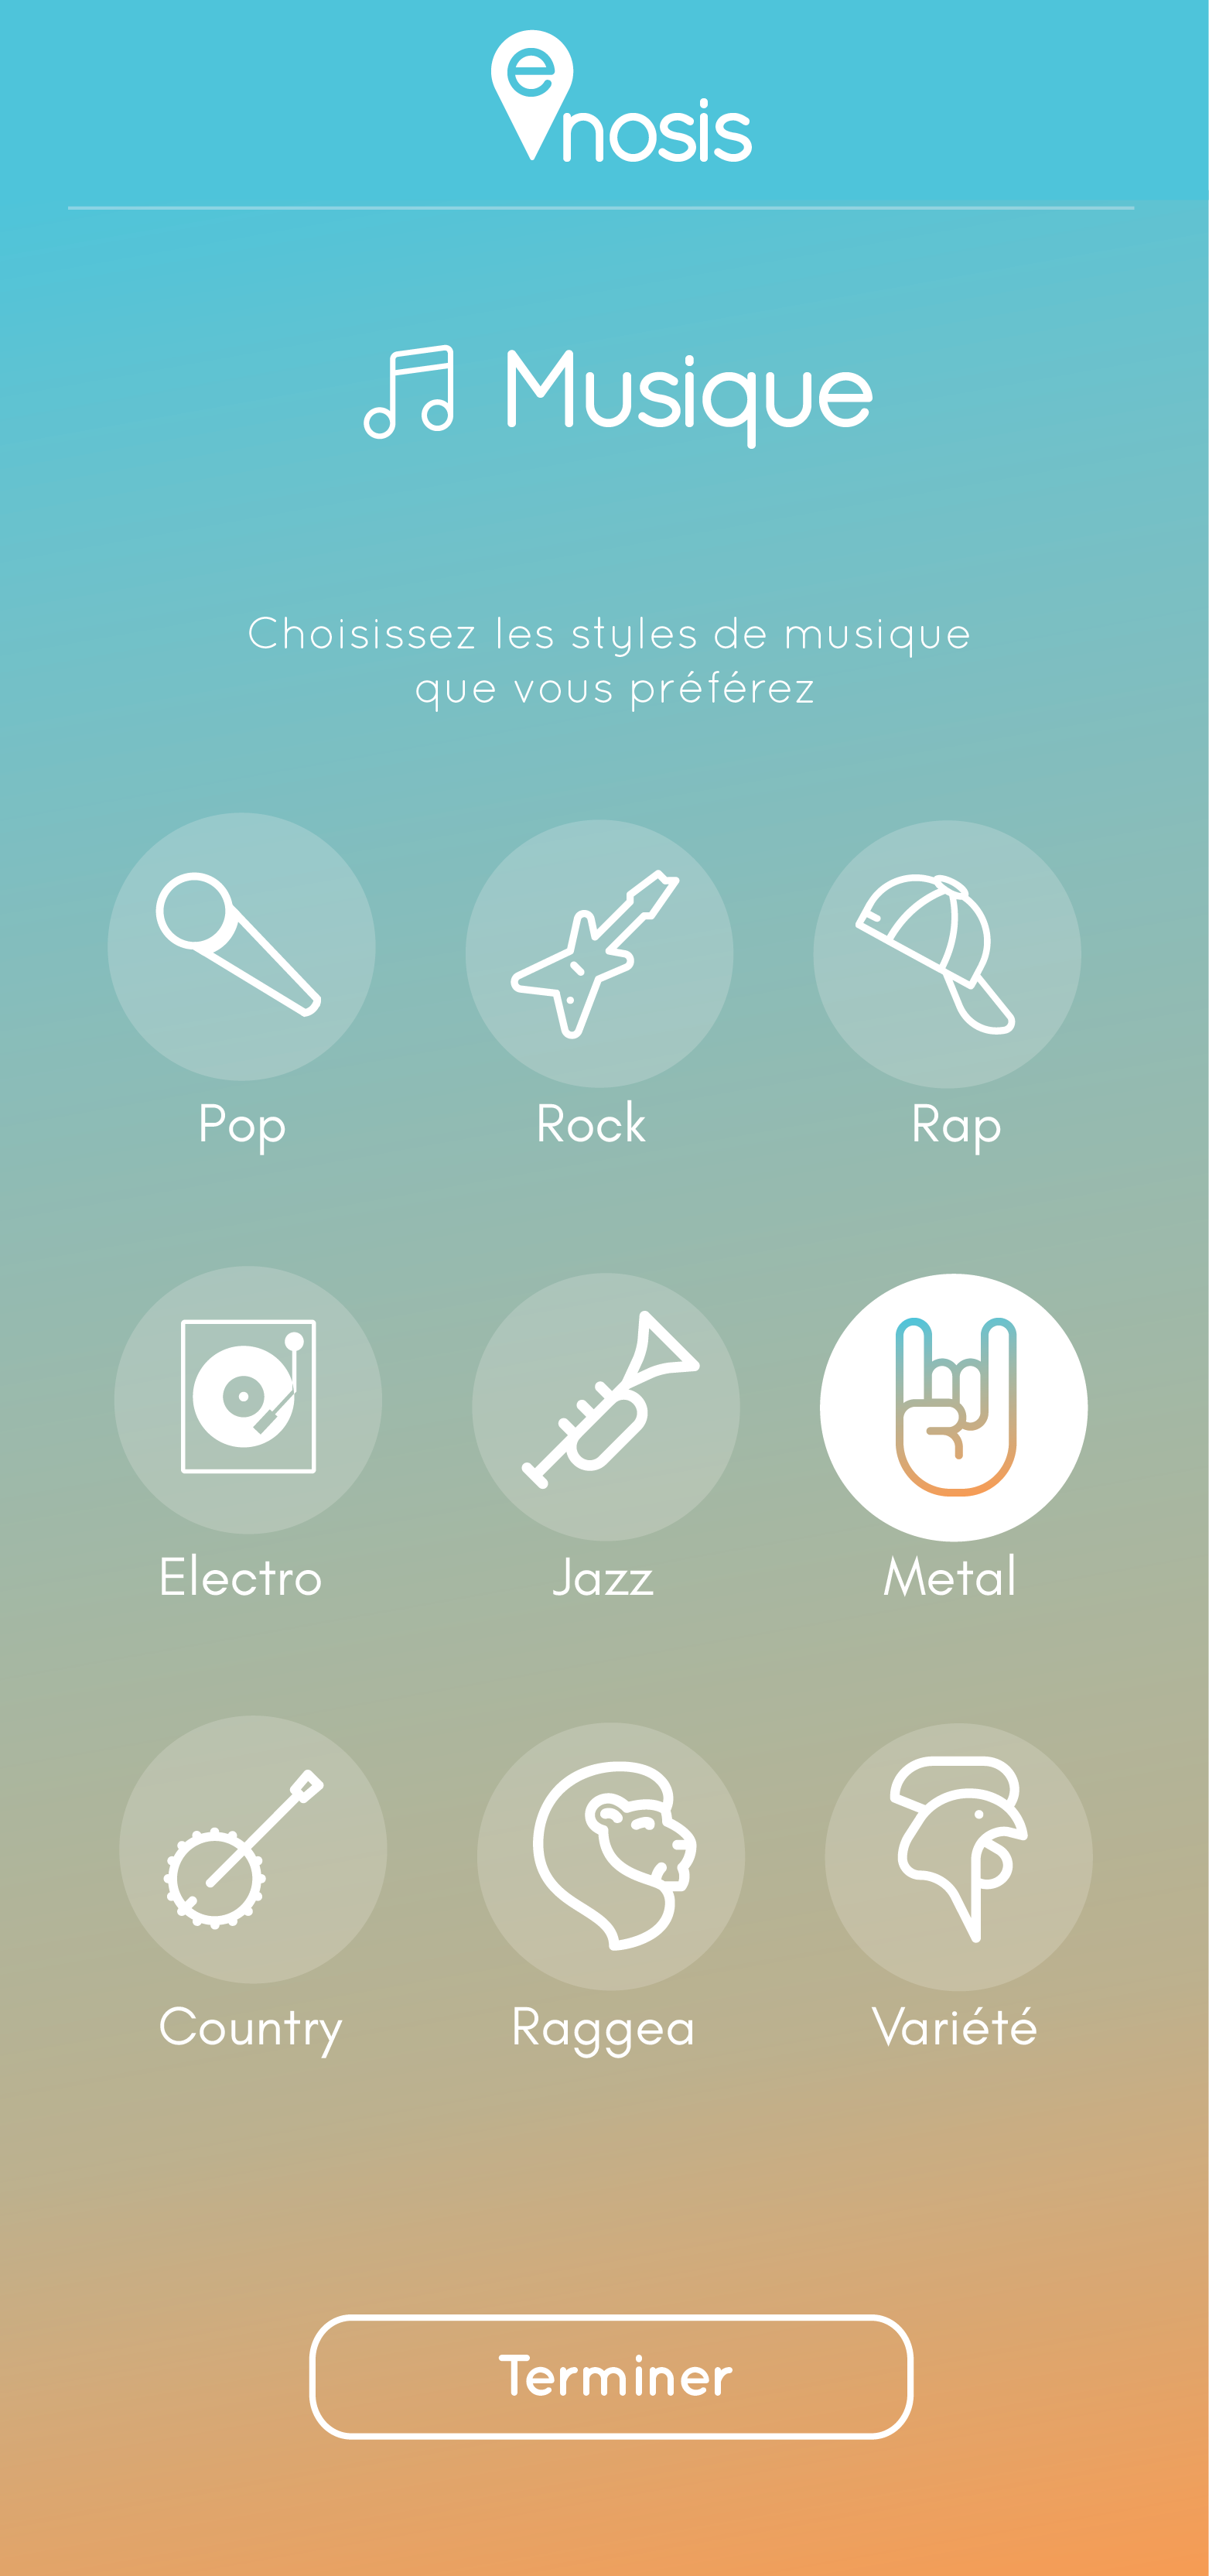 enosis
Musique
Choisissez les styles de musique
que vous préférez
Pop
Rock
Rap
Electro
Jazz
Metal
Country
Raggea
Variété
Terminer